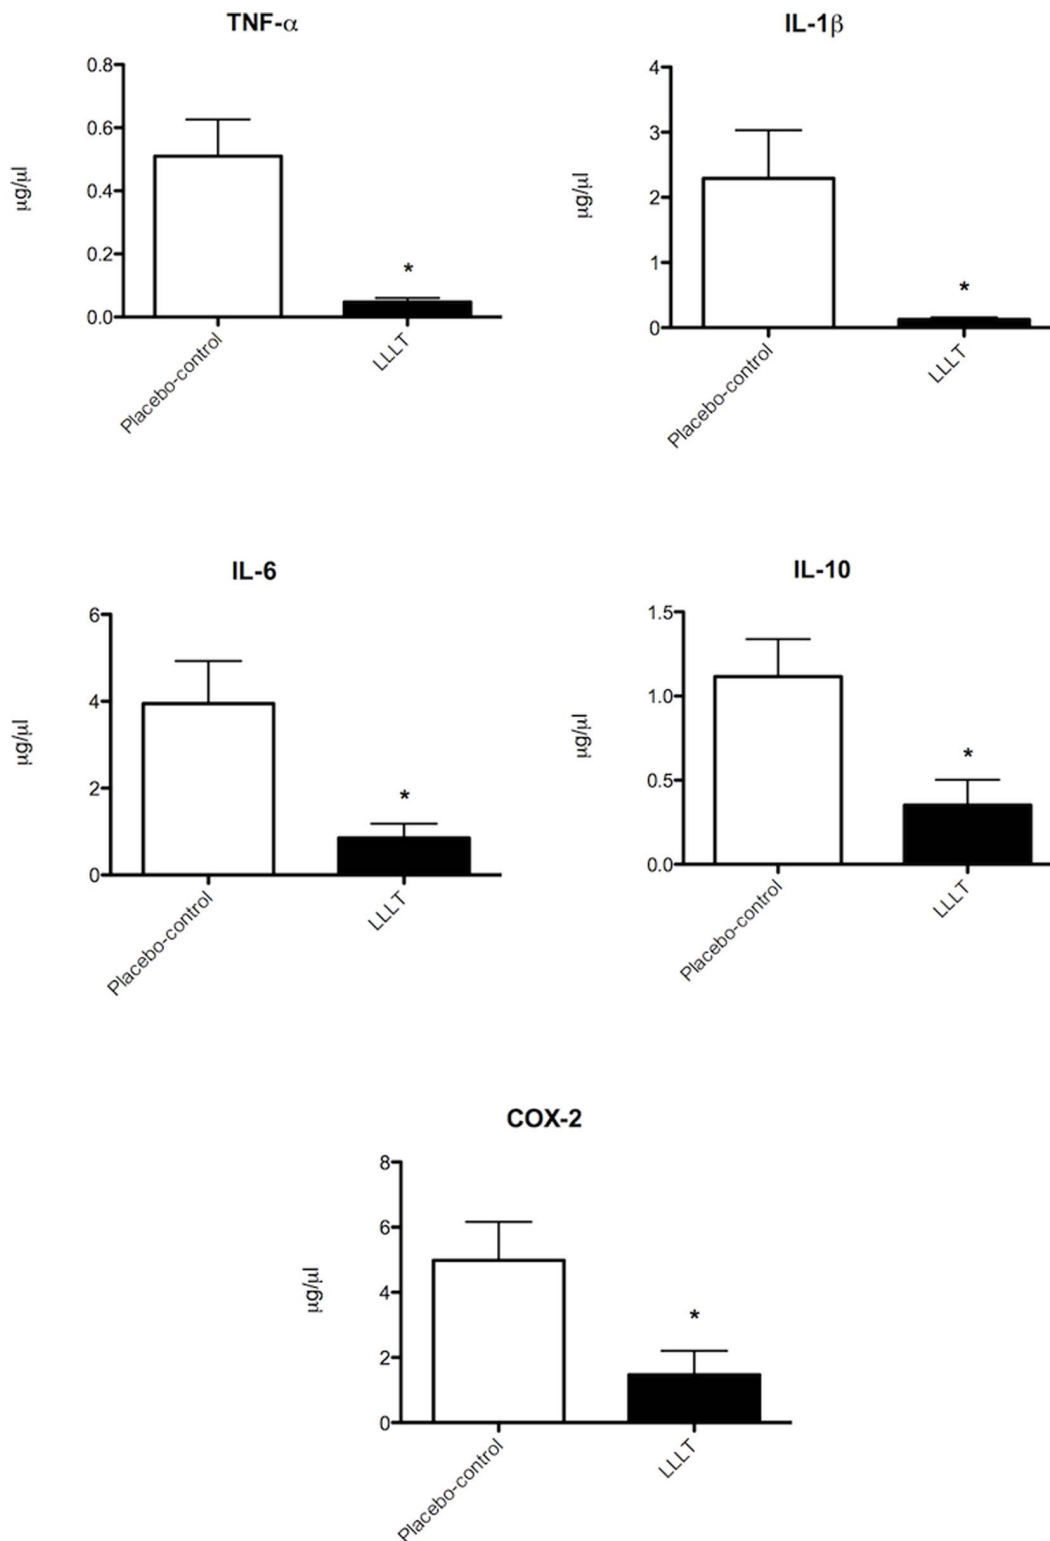 TNF-α
0.8
0.6
0.4
0.2
0.0
µg/µl
*
Placebo-control
LLLT
IL-1β
4
3
2
1
0
µg/µl
*
Placebo-control
LLLT
IL-6
6
4
2
0
µg/µl
*
Placebo-control
LLLT
IL-10
1.5
1.0
0.5
0.0
µg/µl
*
Placebo-control
LLLT
COX-2
8
6
4
2
0
µg/µl
*
Placebo-control
LLLT